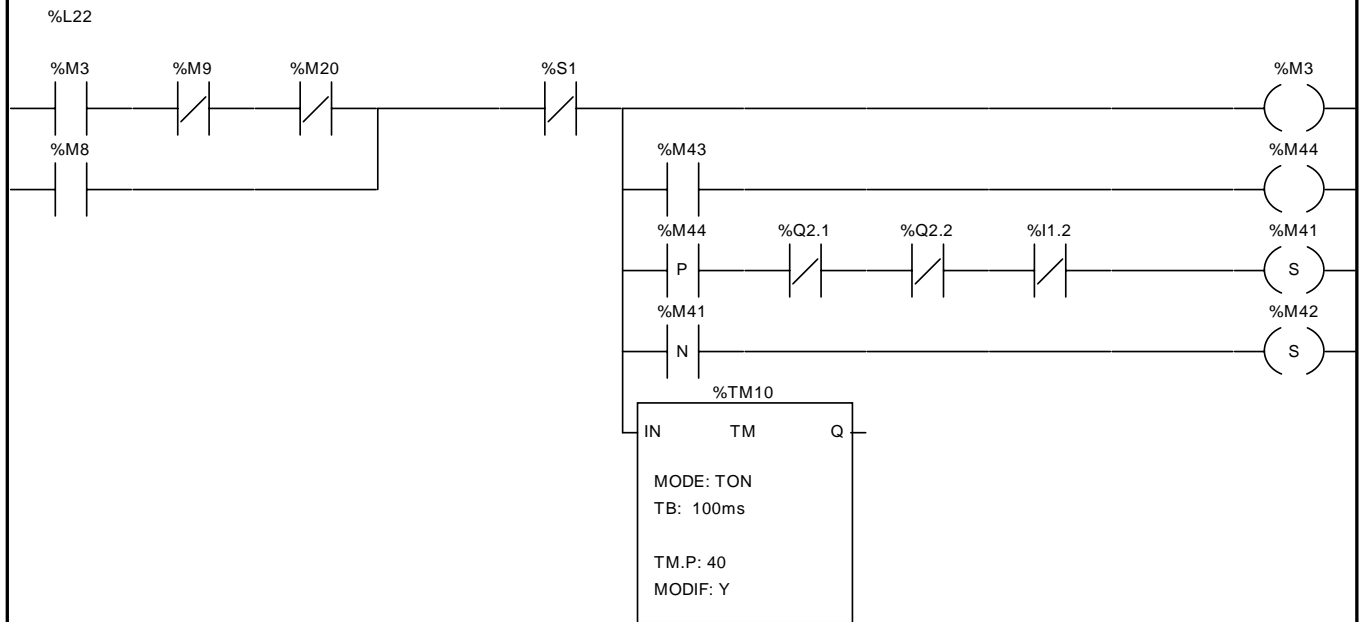 %L22
%M3 %M9 %M20 %S1 %M3
%M8 %M43 %M44
%M44 %Q2.1 %Q2.2 %I1.2 %M41
P S
%M41 %M42
N S
%TM10
IN TM Q
MODE: TON
TB: 100ms
TM.P: 40
MODIF: Y